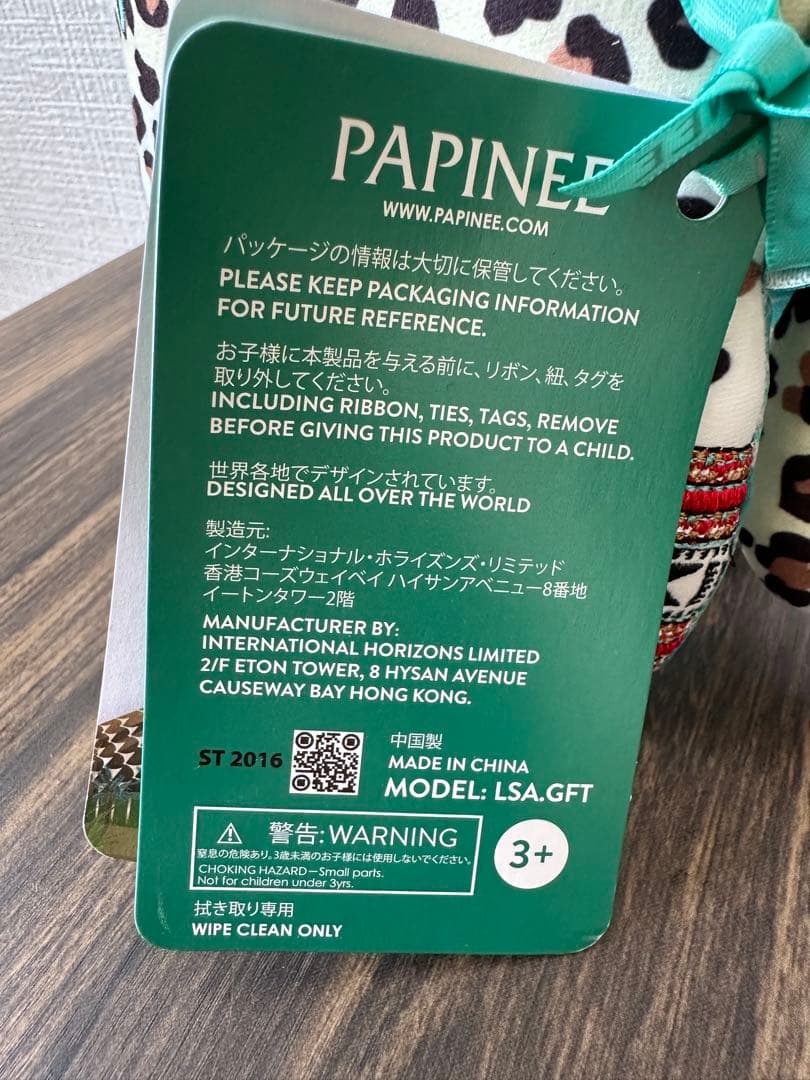 PAPINEE
WWW.PAPINEE.COM
パッケージの情報は大切に保管してください。
PLEASE KEEP PACKAGING INFORMATION
FOR FUTURE REFERENCE.
お子様に本製品を与える前に、リボン、紐、タグを
取り外してください。
INCLUDING RIBBON, TIES, TAGS, REMOVE
BEFORE GIVING THIS PRODUCT TO A CHILD.
世界各地でデザインされています。
DESIGNED ALL OVER THE WORLD
製造元:
インターナショナル・ホライズンズ・リミテッド
香港コーズウェイベイ ハイサンアベニュー8番地
イートンタワー2階
MANUFACTURER BY:
INTERNATIONAL HORIZONS LIMITED
2/F ETON TOWER, 8 HYSAN AVENUE
CAUSEWAY BAY HONG KONG.
ST 2016
中国製
MADE IN CHINA
MODEL: LSA.GFT
警告:WARNING
窒息の危険あり。3歳未満のお子様には使用しないでください。
CHOKING HAZARD－Small parts.
Not for children under 3yrs.
3+
拭き取り専用
WIPE CLEAN ONLY